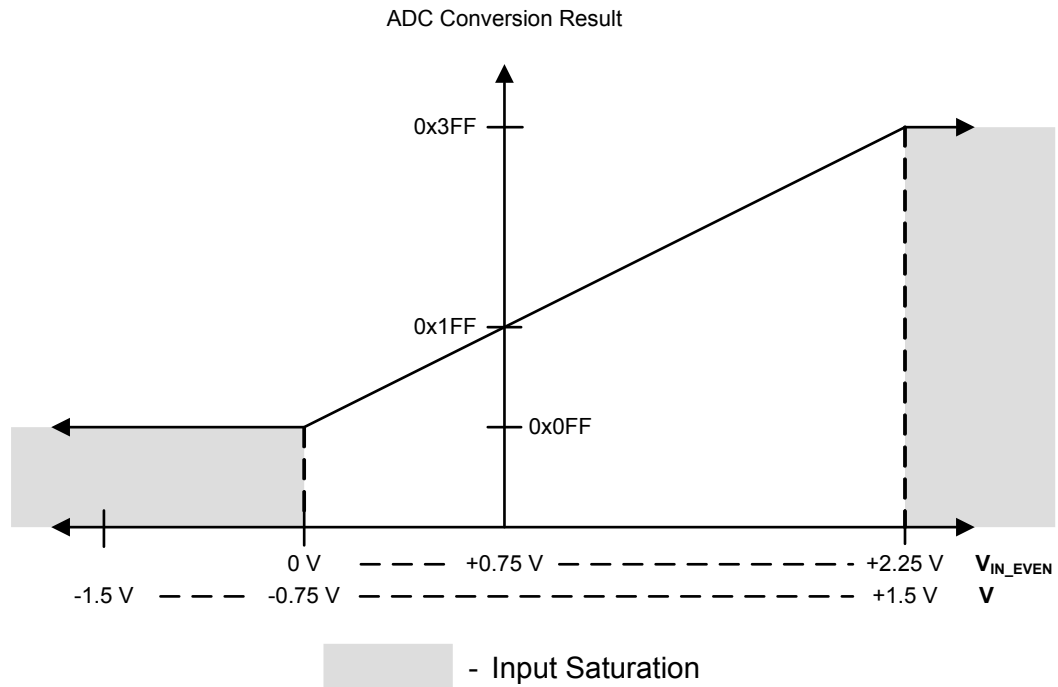 ADC Conversion Result
0x3FF
0x1FF
0x0FF
0 V +0.75 V +2.25 V VIN_EVEN
-1.5 V -0.75 V +1.5 V V
- Input Saturation